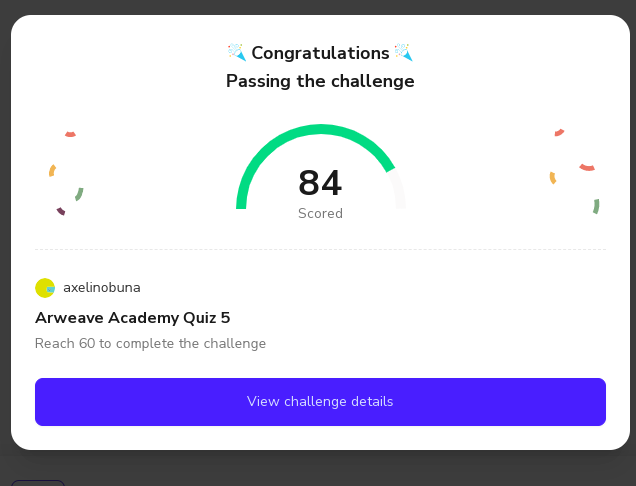 Congratulations
Passing the challenge
84
Scored
axelinobuna
Arweave Academy Quiz 5
Reach 60 to complete the challenge
View challenge details